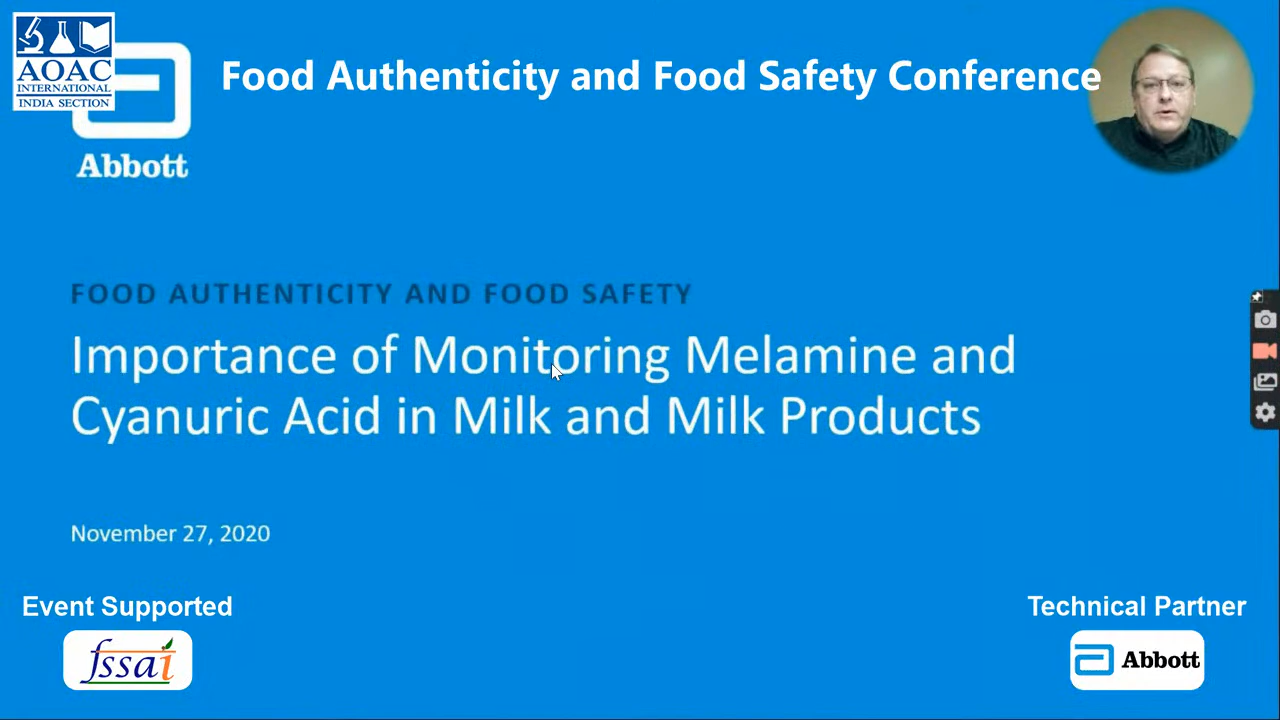 AOAC
INTERNATIONAL
INDIA SECTION
Abbott
Food Authenticity and Food Safety Conference
FOOD AUTHENTICITY AND FOOD SAFETY
Importance of Monitoring Melamine and
Cyanuric Acid in Milk and Milk Products
November 27, 2020
Event Supported
fssai
Technical Partner
Abbott